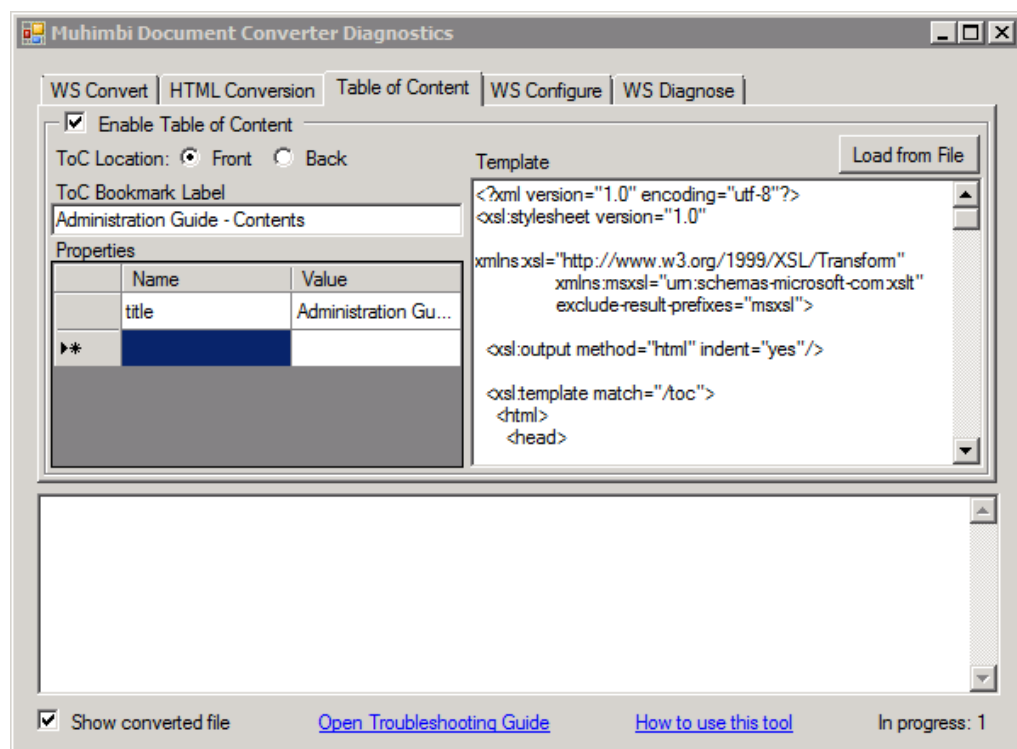 Muhimbi Document Converter Diagnostics
WS Convert
HTML Conversion
Table of Content
WS Configure
WS Diagnose
Enable Table of Content
ToC Location:
Front
Back
ToC Bookmark Label
Administration Guide - Contents
Properties
Name
Value
title
Administration Gu...
Template
Load from File
<?xml version="1.0" encoding="utf-8"?>
<xsl:stylesheet version="1.0"
xmlns:xsl="http://www.w3.org/1999/XSL/Transform"
xmlns:msxsl="urn:schemas-microsoft-com:xslt"
exclude-result-prefixes="msxsl">
<xsl:output method="html" indent="yes"/>
<xsl:template match="/toc">
<html>
<head>
Show converted file
Open Troubleshooting Guide
How to use this tool
In progress: 1